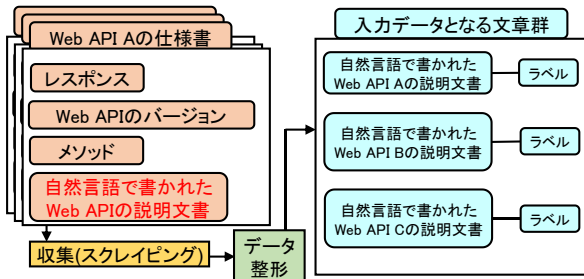 Web API Aの仕様書
レスポンス
Web APIのバージョン
メソッド
自然言語で書かれた
Web APIの説明文書
収集(スクレイピング)
データ
整形
入力データとなる文章群
自然言語で書かれた
Web API Aの説明文書
ラベル
自然言語で書かれた
Web API Bの説明文書
ラベル
自然言語で書かれた
Web API Cの説明文書
ラベル